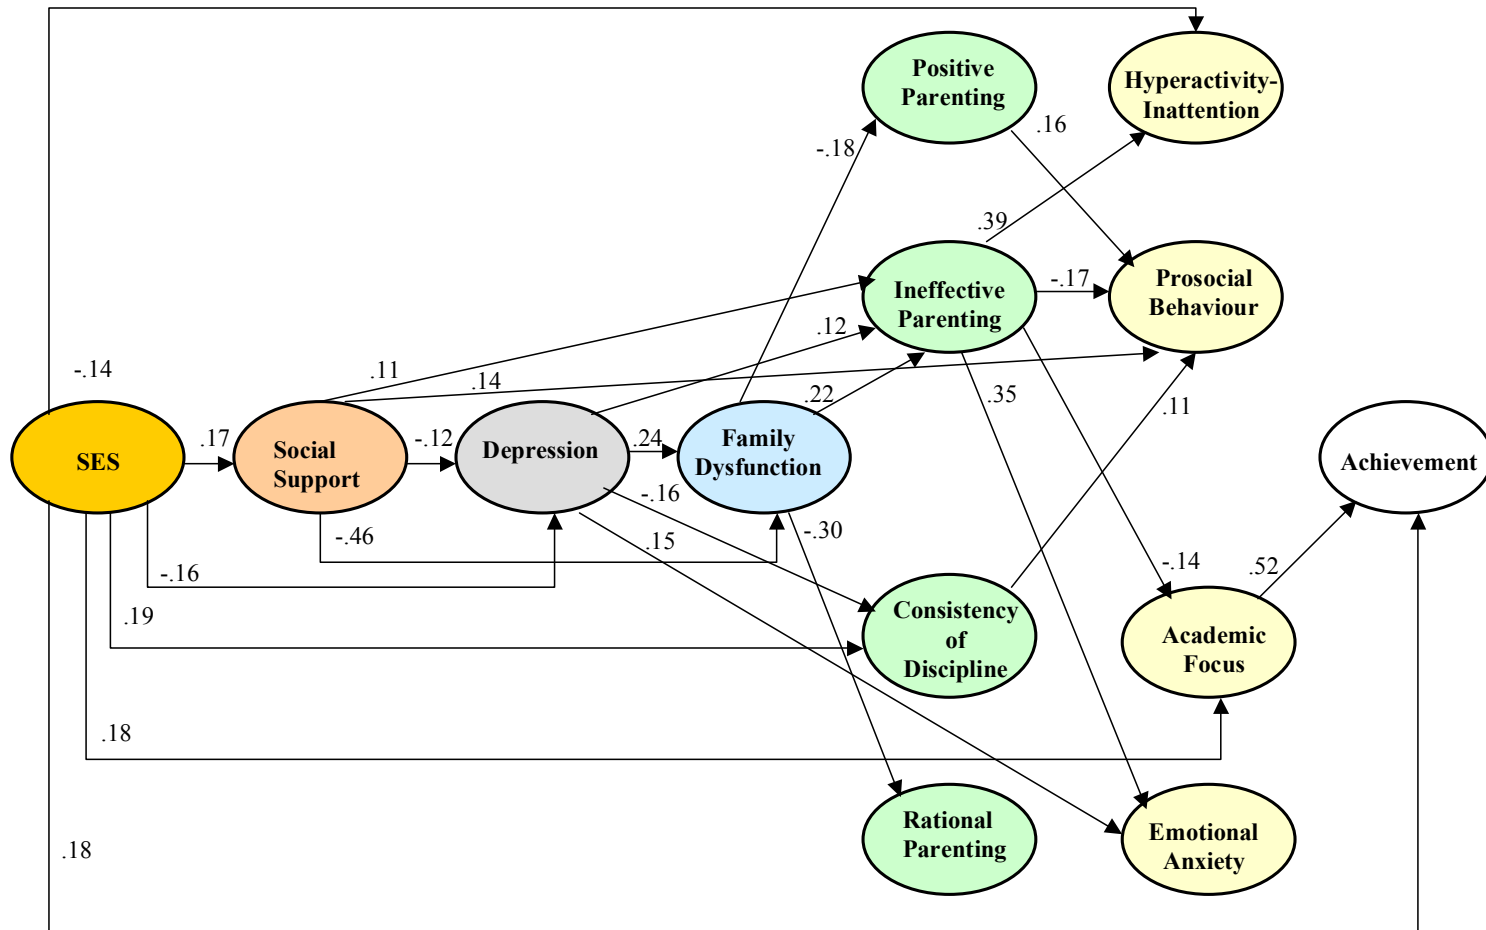 Positive
Parenting
Hyperactivity-
Inattention
.16
-.18
.39
Ineffective
Parenting
-.17
Prosocial
Behaviour
.12
-.14
.11
.14
.22
.35
.11
SES
.17
Social
Support
-.12
Depression
.24
Family
Dysfunction
Achievement
-.16
-.46
.15
-.30
-.16
-.14
.52
.19
Consistency
of
Discipline
Academic
Focus
.18
Rational
Parenting
Emotional
Anxiety
.18